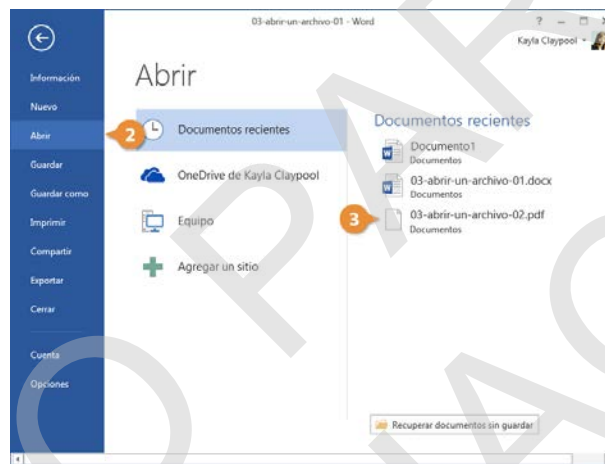 03-abrir-un-archivo-01 - Word
?
Kayla Claypool
Información
Nuevo
Abrir
Guardar
Guardar como
Imprimir
Compartir
Exportar
Cerrar
Cuenta
Opciones
Abrir
2
Documentos recientes
OneDrive de Kayla Claypool
Equipo
Agregar un sitio
Documentos recientes
Documento1
Documentos
03-abrir-un-archivo-01.docx
Documentos
3
03-abrir-un-archivo-02.pdf
Documentos
Recuperar documentos sin guardar